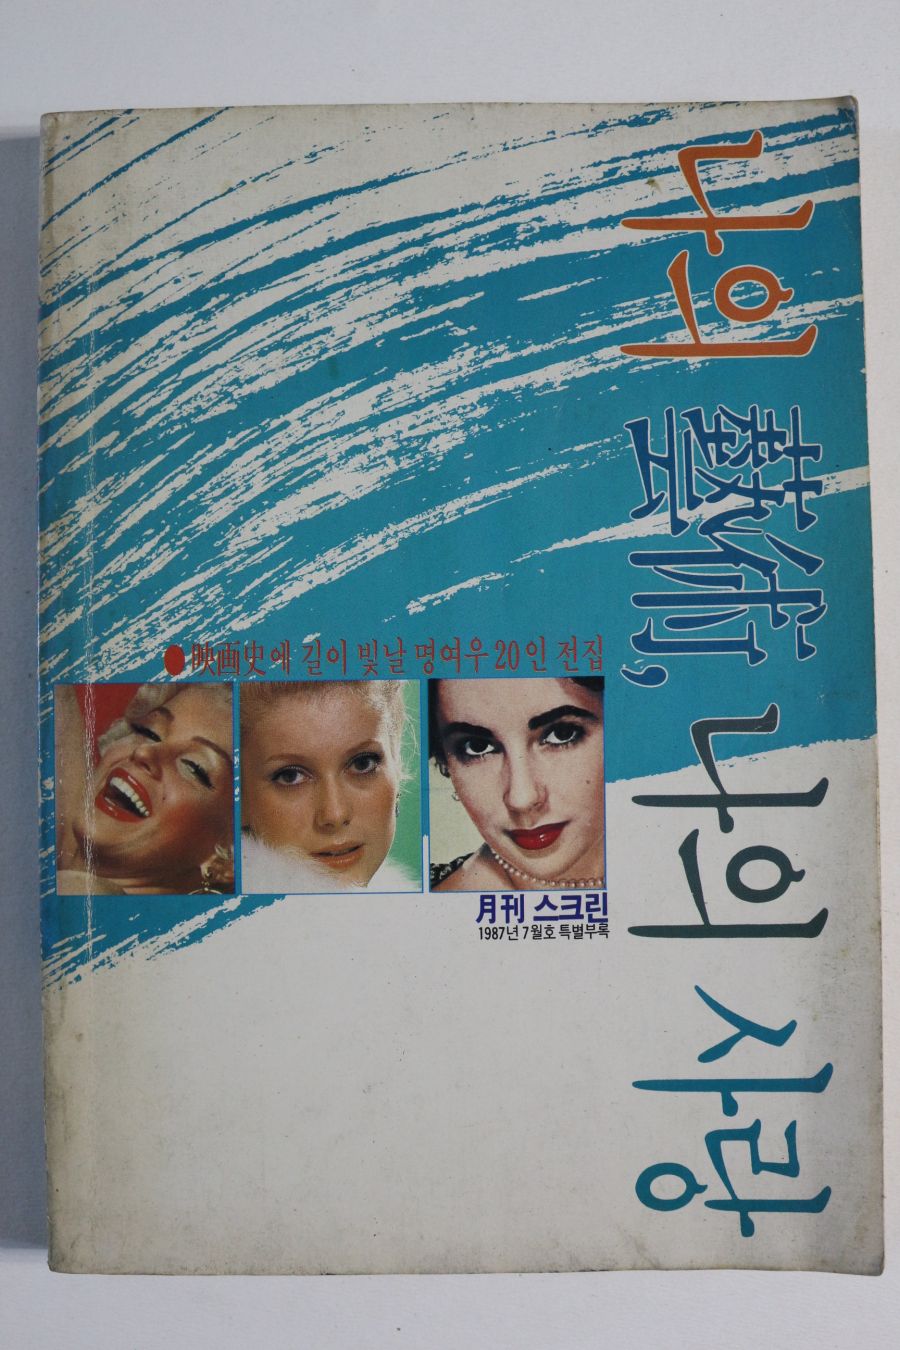 나의 藝術, 나의 사랑
●映画史에 길이 빛날 명여우 20인 전집
月刊 스크린
1987년 7월호 특별부록